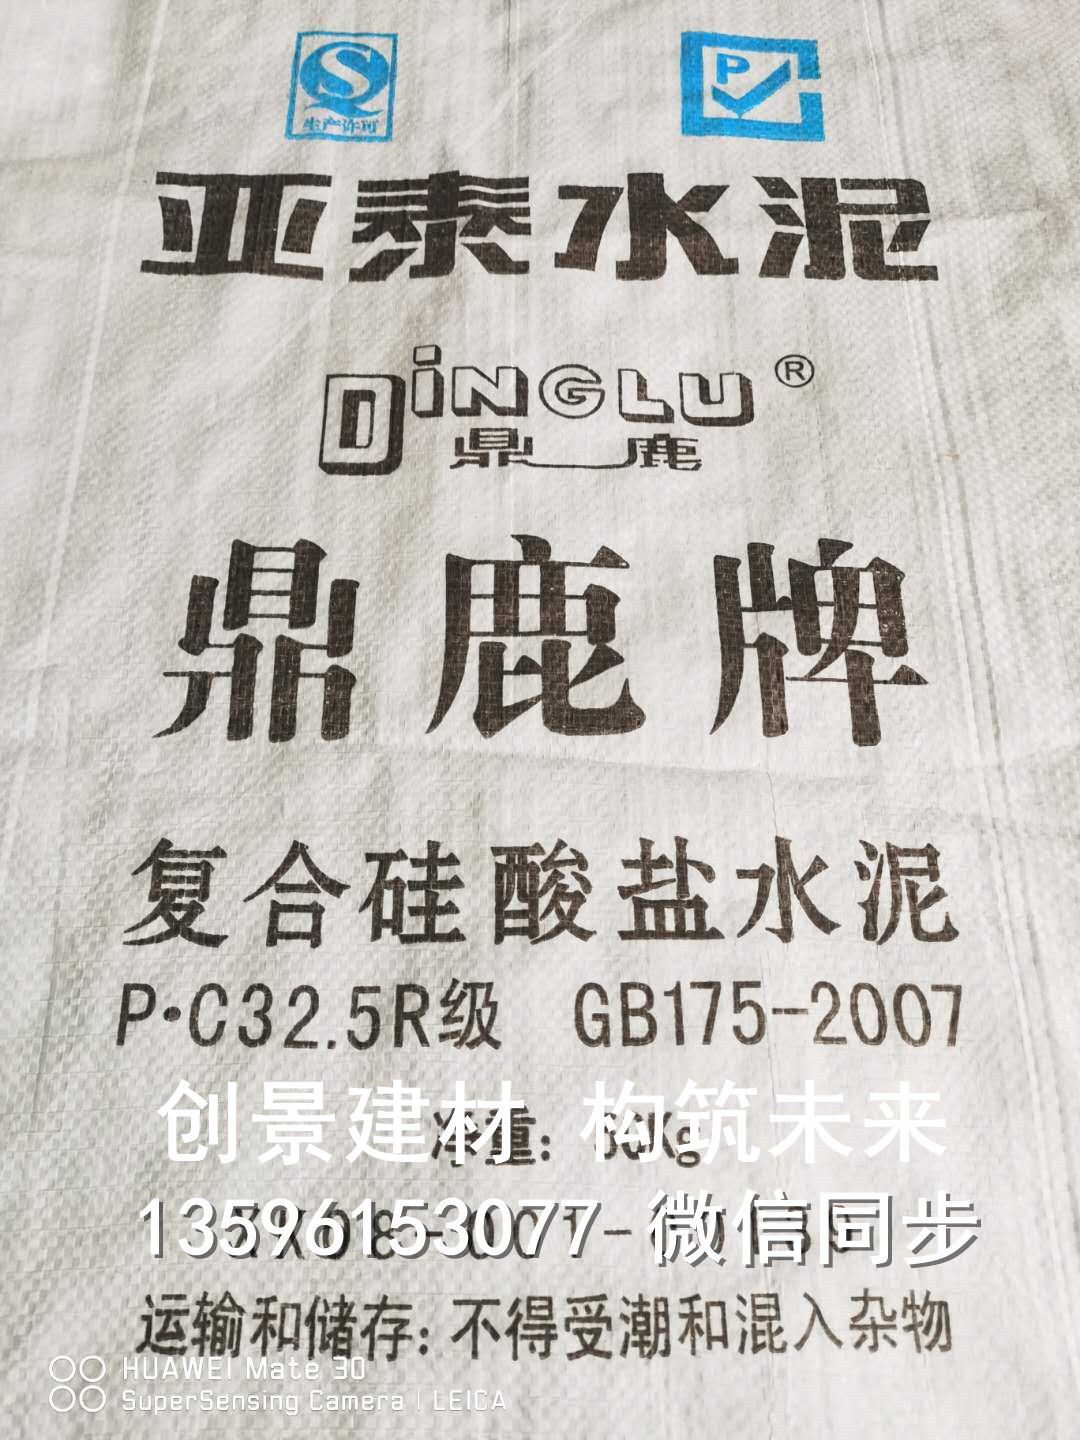 生产许可
P
亚泰水泥
DiNGLU®
鼎鹿
鼎鹿牌
复合硅酸盐水泥
P·C32.5R级 GB175-2007
创景建材 构筑未来
净重: Kg
13596153077 微信同步
运输和储存:不得受潮和混入杂物
HUAWEI Mate 30
SuperSensing Camera | LEICA